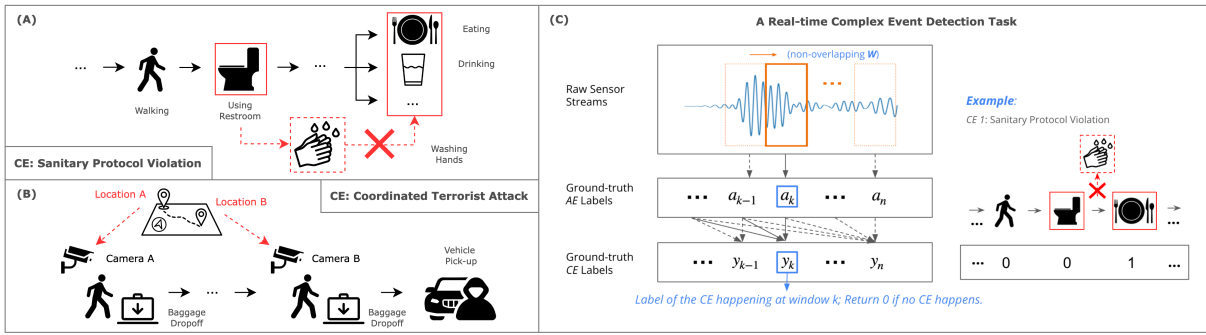 (A)
...
Walking
Using
Restroom
...
Eating
Drinking
...
Washing
Hands
CE: Sanitary Protocol Violation
(B)
CE: Coordinated Terrorist Attack
Location A
Location B
Camera A
Camera B
Vehicle
Pick-up
...
Baggage
Dropoff
Baggage
Dropoff
(C)
A Real-time Complex Event Detection Task
(non-overlapping W)
...
Raw Sensor
Streams
Ground-truth
AE Labels
... a_{k-1} a_k ... a_n
Ground-truth
CE Labels
... y_{k-1} y_k ... y_n
Label of the CE happening at window k; Return 0 if no CE happens.
Example:
CE 1: Sanitary Protocol Violation
... ...
... 0 0 1 ...